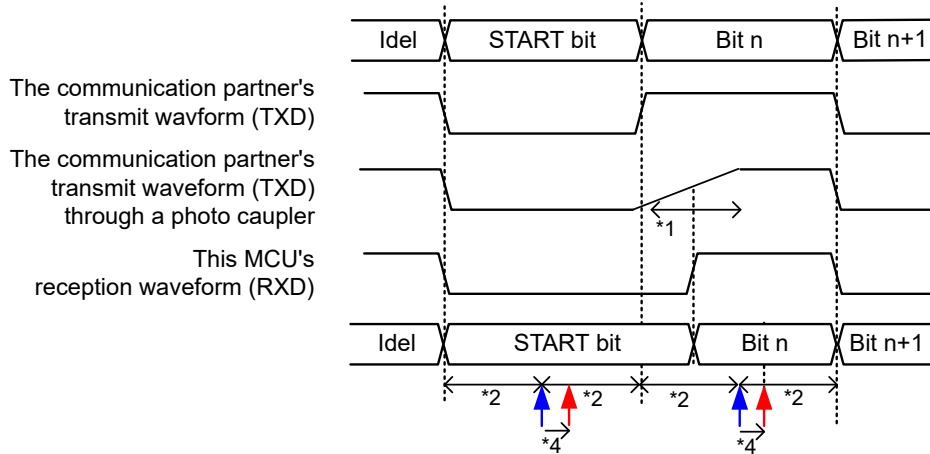 Idel START bit Bit n Bit n+1
The communication partner's
transmit wavform (TXD)
The communication partner's
transmit waveform (TXD)
through a photo caupler
*1
This MCU's
reception waveform (RXD)
Idel START bit Bit n Bit n+1
*2 *2 *2 *2
*4 *4